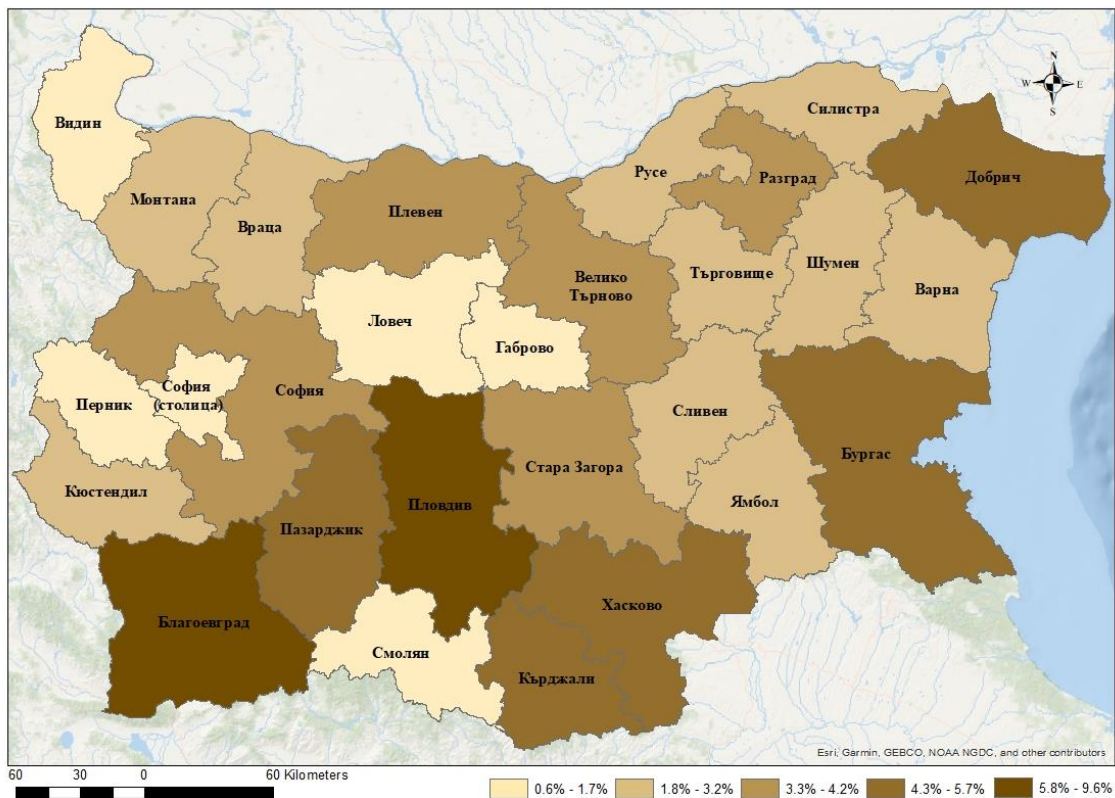 N
W E
S
Видин
Монтана
Враца
Плевен
Русе
Силистра
Разград
Добрич
Велико
Търново
Търговище
Шумен
Варна
Ловеч
Габрово
Перник
София
(столица)
София
Кюстендил
Сливен
Бургас
Стара Загора
Ямбол
Пазарджик
Пловдив
Благоевград
Хасково
Смолян
Кърджали
Esri, Garmin, GEBCO, NOAA NGDC, and other contributors
60 30 0 60 Kilometers
0.6% - 1.7% 1.8% - 3.2% 3.3% - 4.2% 4.3% - 5.7% 5.8% - 9.6%